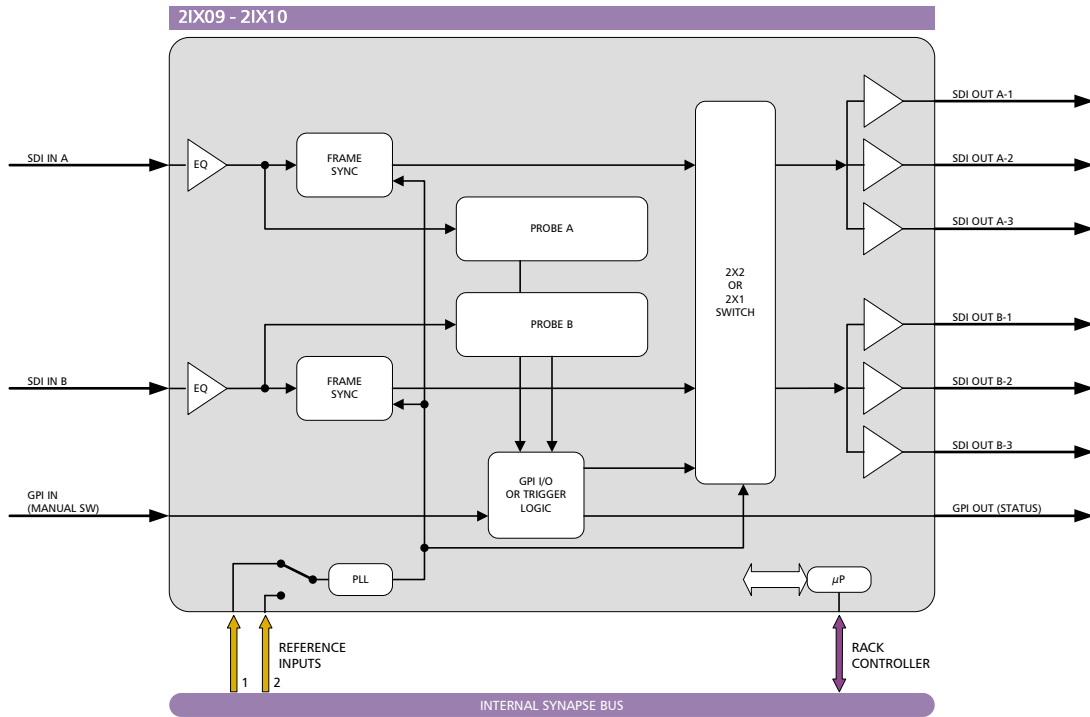 2IX09 - 2IX10
SDI IN A
EQ
FRAME
SYNC
PROBE A
2X2
OR
2X1
SWITCH
SDI OUT A-1
SDI OUT A-2
SDI OUT A-3
PROBE B
SDI IN B
EQ
FRAME
SYNC
SDI OUT B-1
SDI OUT B-2
SDI OUT B-3
GPI IN
(MANUAL SW)
GPI I/O
OR TRIGGER
LOGIC
GPI OUT (STATUS)
PLL
µP
REFERENCE
INPUTS
1
2
RACK
CONTROLLER
INTERNAL SYNAPSE BUS